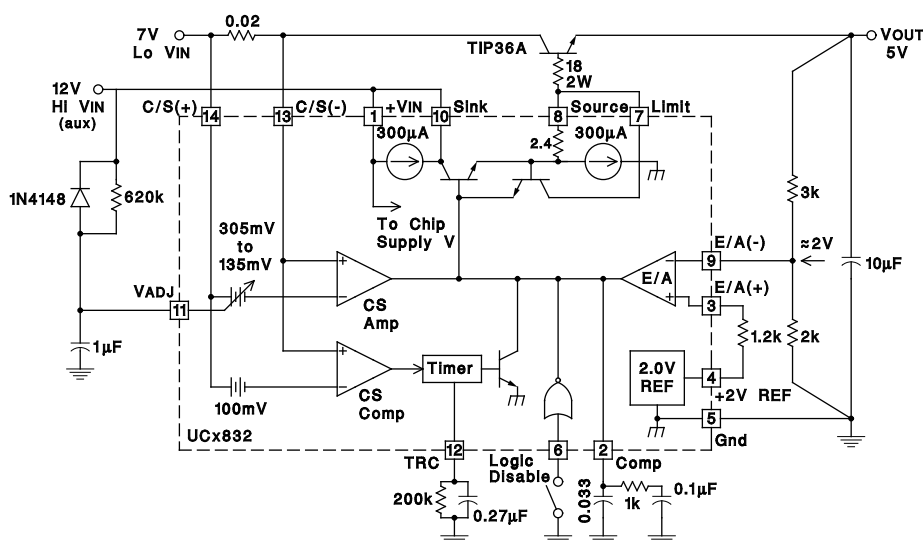 0.02
7V
Lo VIN
TIP36A
VOUT
5V
18
2W
12V
HI VIN
(aux)
C/S(+)
14
13
C/S(-)
1
+VIN
10
Sink
8
Source
7
Limit
300µA
2.4
300µA
1N4148
620k
To Chip
Supply V
3k
305mV
to
135mV
E/A(-)
9
≈2V
10µF
E/A
E/A(+)
3
VADJ
11
CS
Amp
1.2k
2k
1µF
Timer
2.0V
REF
4
+2V REF
100mV
CS
Comp
5
Gnd
UCx832
12
TRC
6
Logic
Disable
2
Comp
200k
0.27µF
0.033
1k
0.1µF